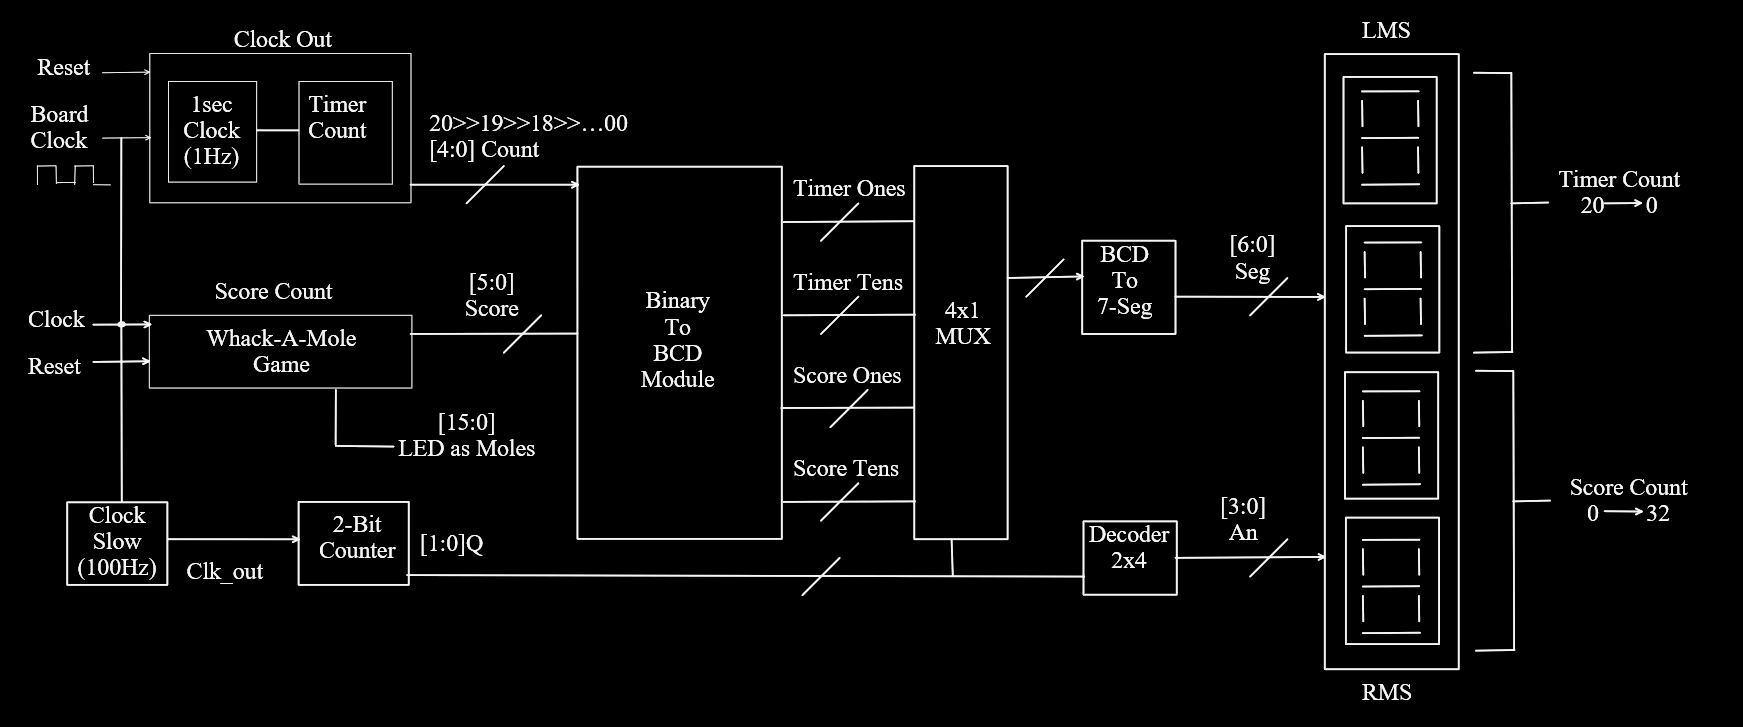 Clock Out
Reset
Board
Clock
1sec
Clock
(1Hz)
Timer
Count
20>>19>>18>>...00
[4:0] Count
Score Count
Clock
Reset
Whack-A-Mole
Game
[5:0]
Score
[15:0]
LED as Moles
Clock
Slow
(100Hz)
Clk_out
2-Bit
Counter
[1:0]Q
Binary
To
BCD
Module
Timer Ones
Timer Tens
Score Ones
Score Tens
4x1
MUX
BCD
To
7-Seg
[6:0]
Seg
Decoder
2x4
[3:0]
An
LMS
RMS
Timer Count
20→0
Score Count
0→32